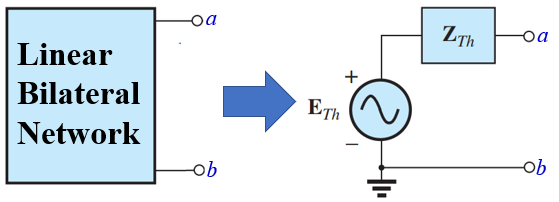 a
Linear
Bilateral
Network
b
Z_Th
a
+
E_Th
−
b